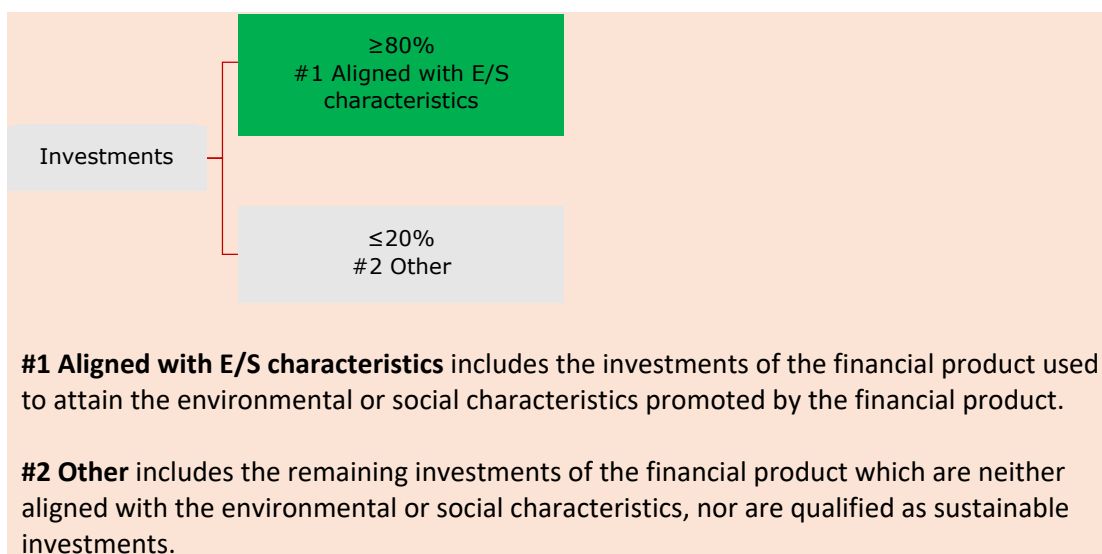 ≥80%
#1 Aligned with E/S
characteristics
Investments
≤20%
#2 Other
#1 Aligned with E/S characteristics includes the investments of the financial product used
to attain the environmental or social characteristics promoted by the financial product.
#2 Other includes the remaining investments of the financial product which are neither
aligned with the environmental or social characteristics, nor are qualified as sustainable
investments.